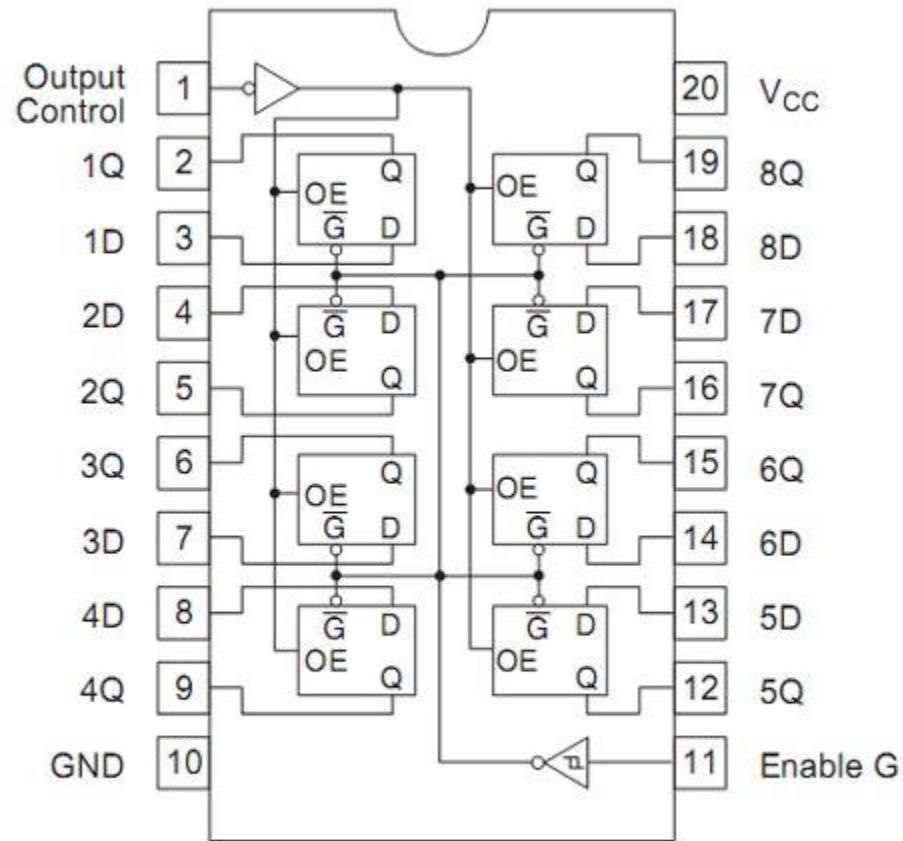 Output
Control
1
20
VCC
1Q
2
Q
Q
19
8Q
OE
OE
1D
3
G̅
D
G̅
D
18
8D
2D
4
G̅
D
G̅
D
17
7D
OE
OE
2Q
5
Q
Q
16
7Q
3Q
6
Q
Q
15
6Q
OE
OE
3D
7
G̅
D
G̅
D
14
6D
4D
8
G̅
D
G̅
D
13
5D
OE
OE
4Q
9
Q
Q
12
5Q
GND
10
11
Enable G